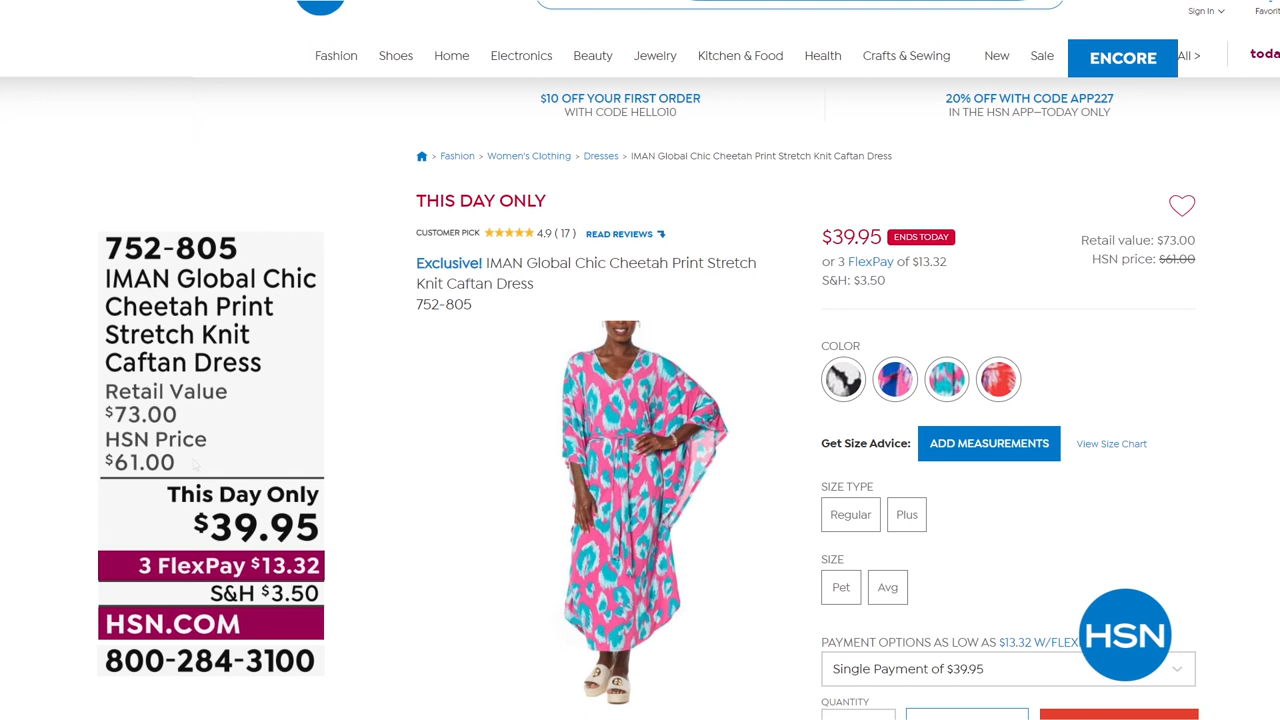 Sign In
Favorit
Fashion Shoes Home Electronics Beauty Jewelry Kitchen & Food Health Crafts & Sewing New Sale ENCORE All >
toda
$10 OFF YOUR FIRST ORDER
WITH CODE HELLO10
20% OFF WITH CODE APP227
IN THE HSN APP—TODAY ONLY
> Fashion > Women's Clothing > Dresses > IMAN Global Chic Cheetah Print Stretch Knit Caftan Dress
752-805
IMAN Global Chic
Cheetah Print
Stretch Knit
Caftan Dress
Retail Value
$73.00
HSN Price
$61.00
This Day Only
$39.95
3 FlexPay $13.32
S&H $3.50
HSN.COM
800-284-3100
THIS DAY ONLY
CUSTOMER PICK 4.9 ( 17 ) READ REVIEWS
Exclusive! IMAN Global Chic Cheetah Print Stretch
Knit Caftan Dress
752-805
$39.95 ENDS TODAY
or 3 FlexPay of $13.32
S&H: $3.50
Retail value: $73.00
HSN price: $61.00
COLOR
Get Size Advice: ADD MEASUREMENTS View Size Chart
SIZE TYPE
Regular Plus
SIZE
Pet Avg
PAYMENT OPTIONS AS LOW AS $13.32 W/FLEX
Single Payment of $39.95
HSN
QUANTITY